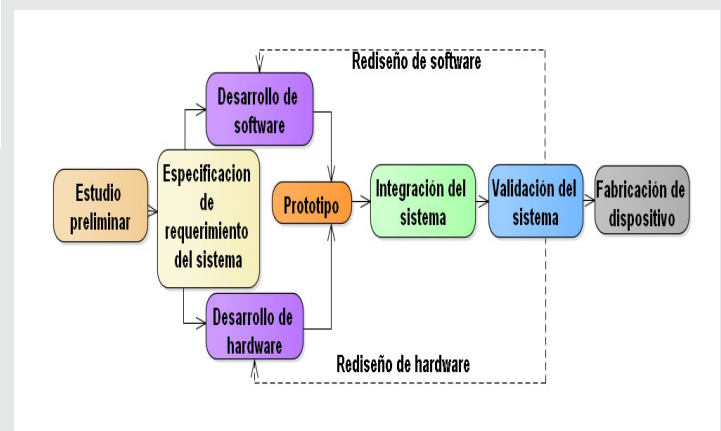 Rediseño de software
Desarrollo de
software
Estudio
preliminar
Especificacion
de
requerimiento
del sistema
Prototipo
Integración del
sistema
Validación del
sistema
Fabricación de
dispositivo
Desarrollo de
hardware
Rediseño de hardware